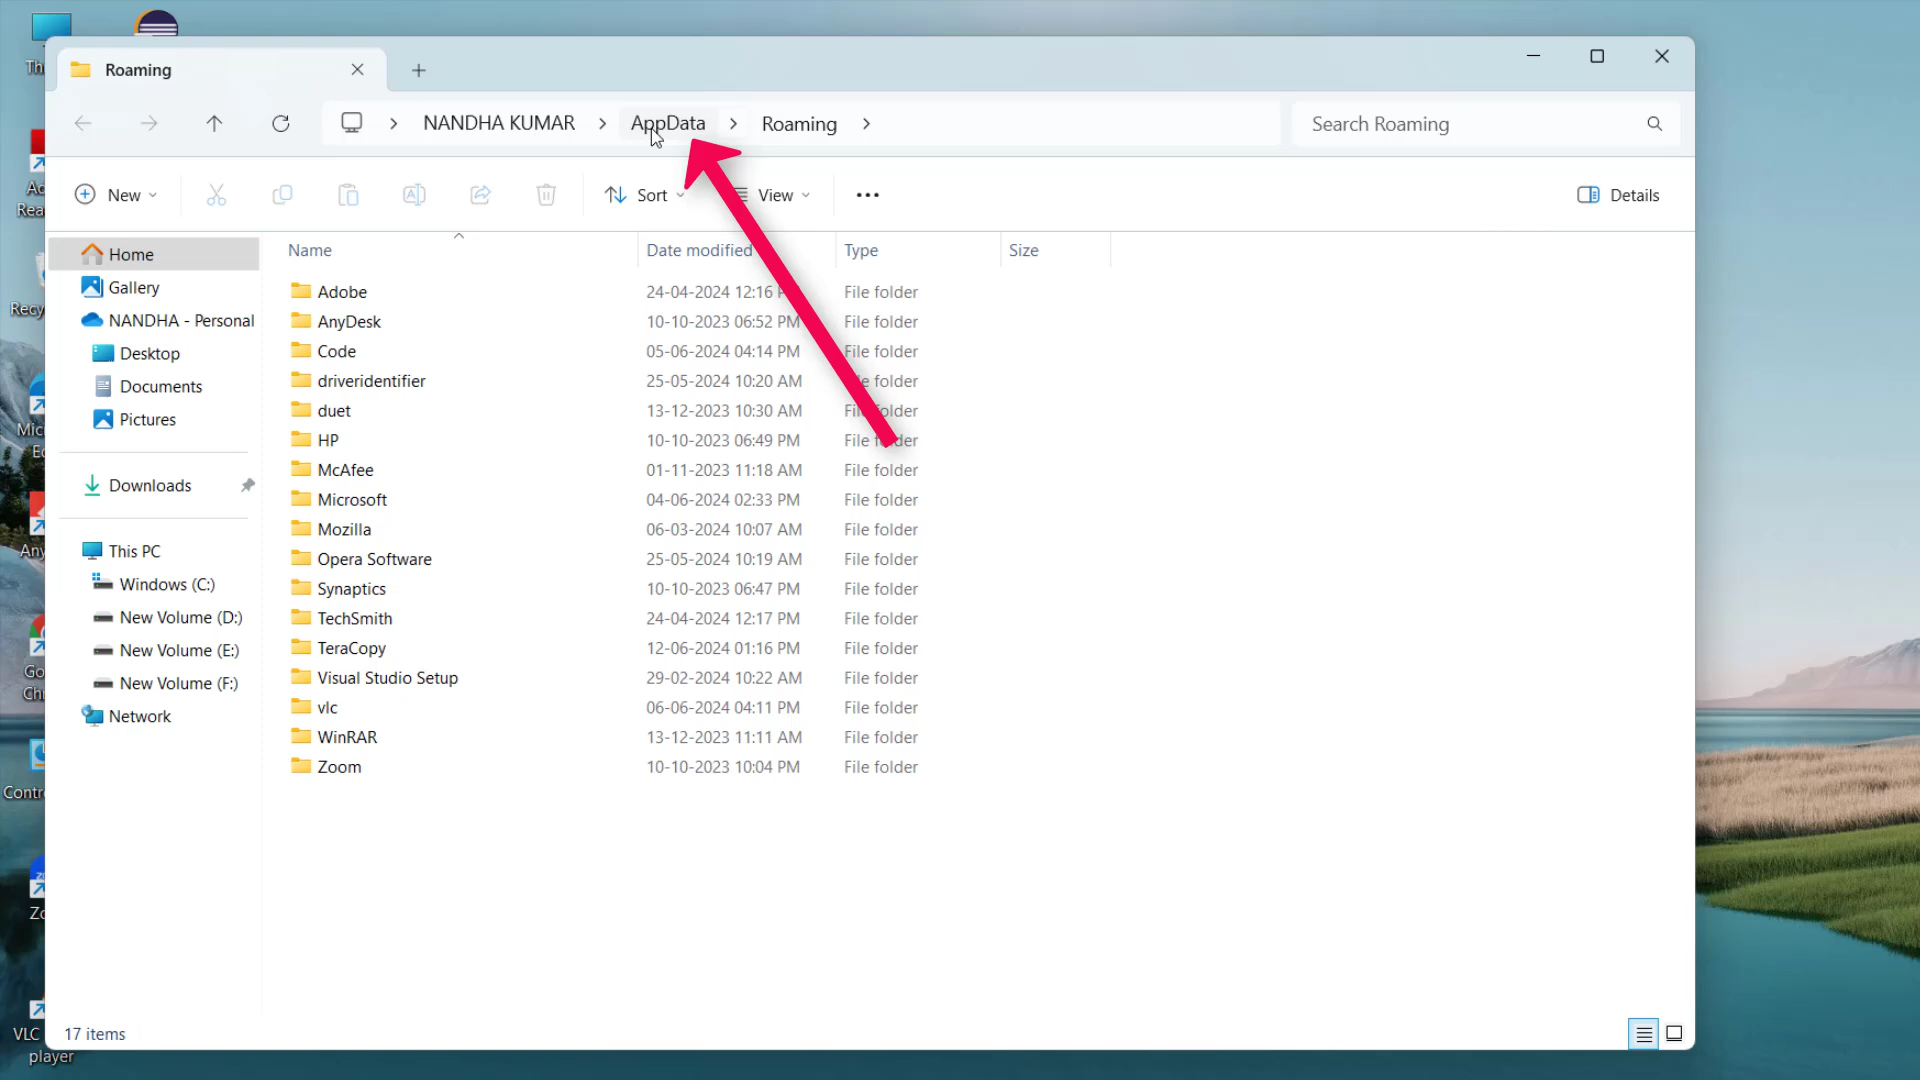 Roaming
NANDHA KUMAR
AppData
Roaming
Search Roaming
New
Sort
View
Details
Home
Gallery
NANDHA - Personal
Desktop
Documents
Pictures
Downloads
This PC
Windows (C:)
New Volume (D:)
New Volume (E:)
New Volume (F:)
Network
Name Date modified Type Size
Adobe 24-04-2024 12:16 File folder
AnyDesk 10-10-2023 06:52 PM File folder
Code 05-06-2024 04:14 PM File folder
driveridentifier 25-05-2024 10:20 AM File folder
duet 13-12-2023 10:30 AM File folder
HP 10-10-2023 06:49 PM File folder
McAfee 01-11-2023 11:18 AM File folder
Microsoft 04-06-2024 02:33 PM File folder
Mozilla 06-03-2024 10:07 AM File folder
Opera Software 25-05-2024 10:19 AM File folder
Synaptics 10-10-2023 06:47 PM File folder
TechSmith 24-04-2024 12:17 PM File folder
TeraCopy 12-06-2024 01:16 PM File folder
Visual Studio Setup 29-02-2024 10:22 AM File folder
vlc 06-06-2024 04:11 PM File folder
WinRAR 13-12-2023 11:11 AM File folder
Zoom 10-10-2023 10:04 PM File folder
17 items
VLC
player